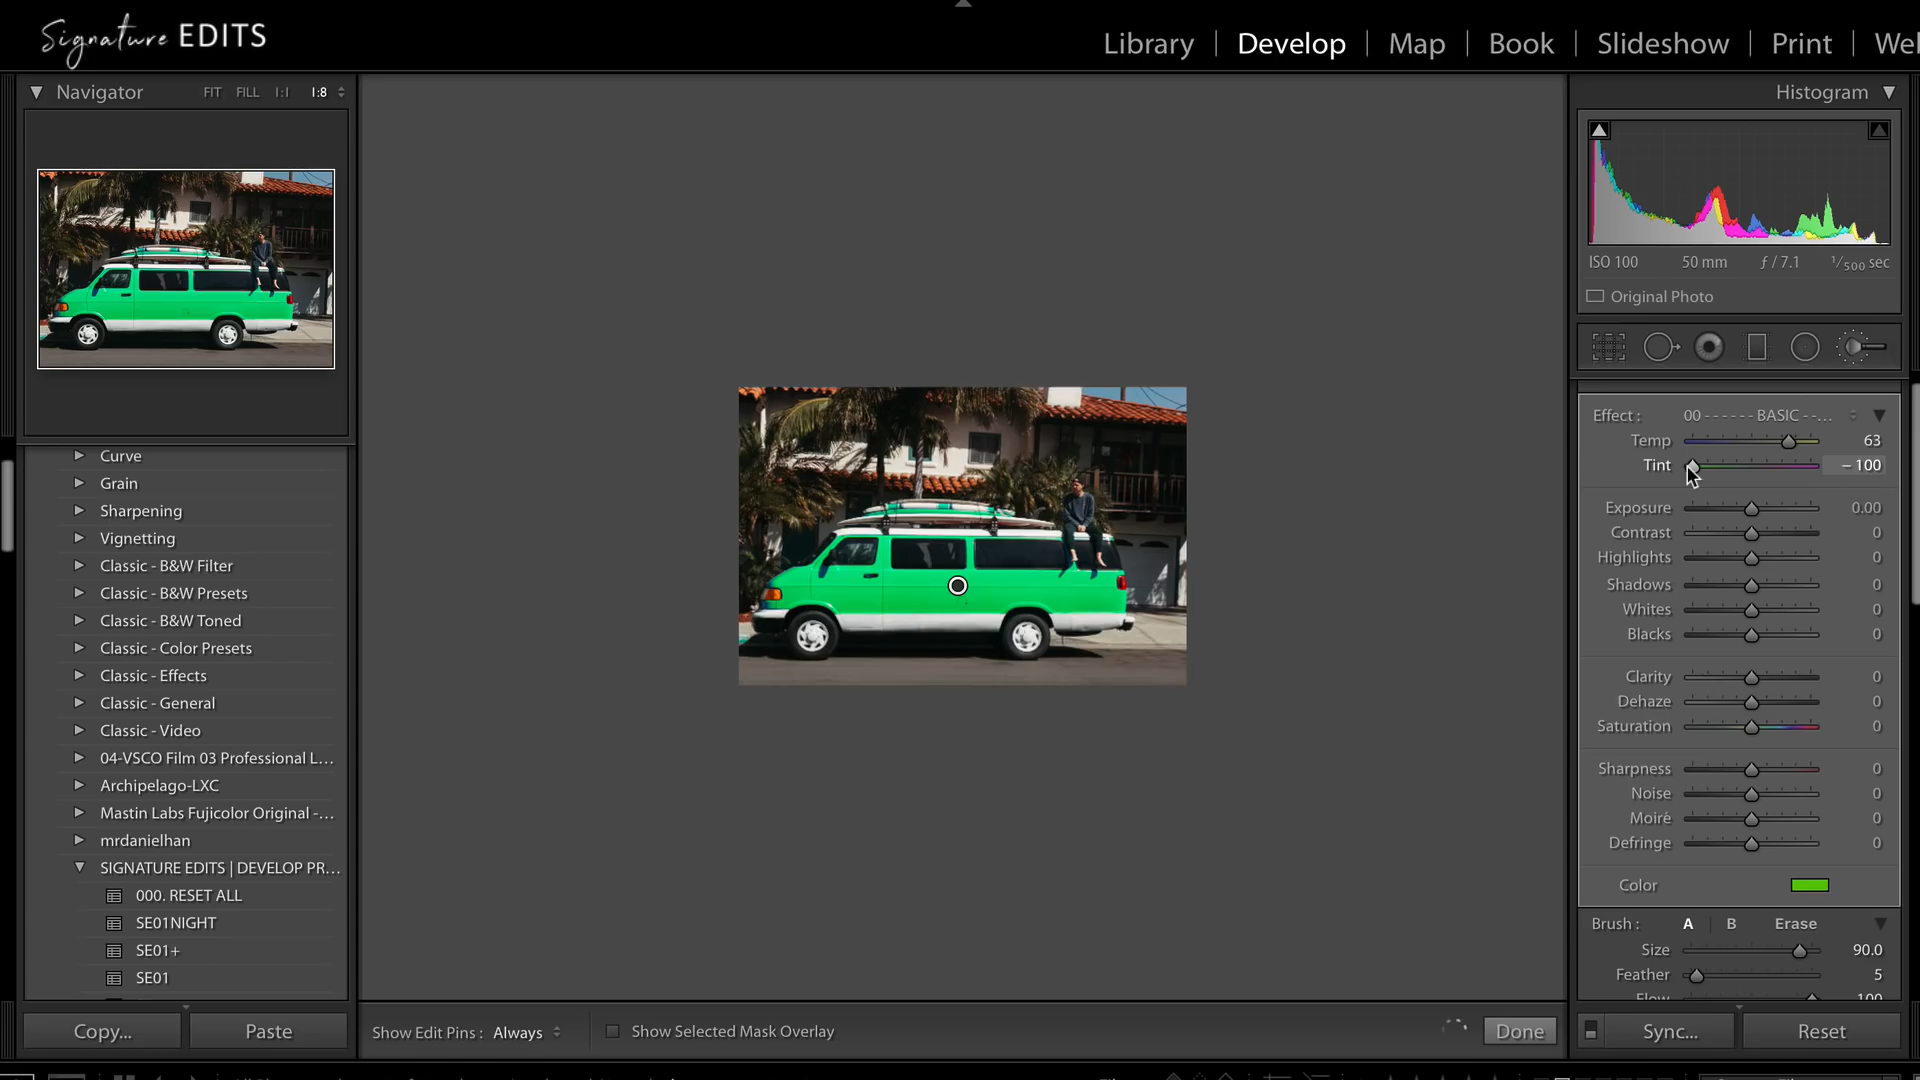 Signature EDITS
Library | Develop | Map | Book | Slideshow | Print | Wel
Navigator FIT FILL 1:1 1:8
Histogram
ISO 100 50 mm ƒ / 7.1 1/500 sec
Original Photo
Curve
Grain
Sharpening
Vignetting
Classic - B&W Filter
Classic - B&W Presets
Classic - B&W Toned
Classic - Color Presets
Classic - Effects
Classic - General
Classic - Video
04-VSCO Film 03 Professional L...
Archipelago-LXC
Mastin Labs Fujicolor Original -...
mrdanielhan
SIGNATURE EDITS | DEVELOP PR...
000. RESET ALL
SE01NIGHT
SE01+
SE01
Effect : 00 - - - - - - BASIC - -...
Temp 63
Tint – 100
Exposure 0.00
Contrast 0
Highlights 0
Shadows 0
Whites 0
Blacks 0
Clarity 0
Dehaze 0
Saturation 0
Sharpness 0
Noise 0
Moiré 0
Defringe 0
Color
Brush : A | B Erase
Size 90.0
Feather 5
Flow 100
Copy... Paste
Show Edit Pins : Always Show Selected Mask Overlay Done
Sync... Reset